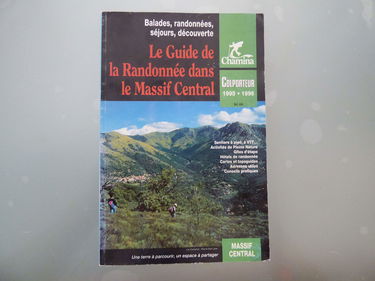 Balades, randonnées,
séjours, découverte
Le Guide de
la Randonnée dans
le Massif Central
Chamina
COLPORTEUR
1995 • 1996
Sentiers à pied, à VTT...
Activités de Pleine Nature
Gîtes d'étape
Hôtels de randonnée
Cartes et topoguides
Adresses utiles
Conseils pratiques
MASSIF
CENTRAL
Une terre à parcourir, un espace à partager